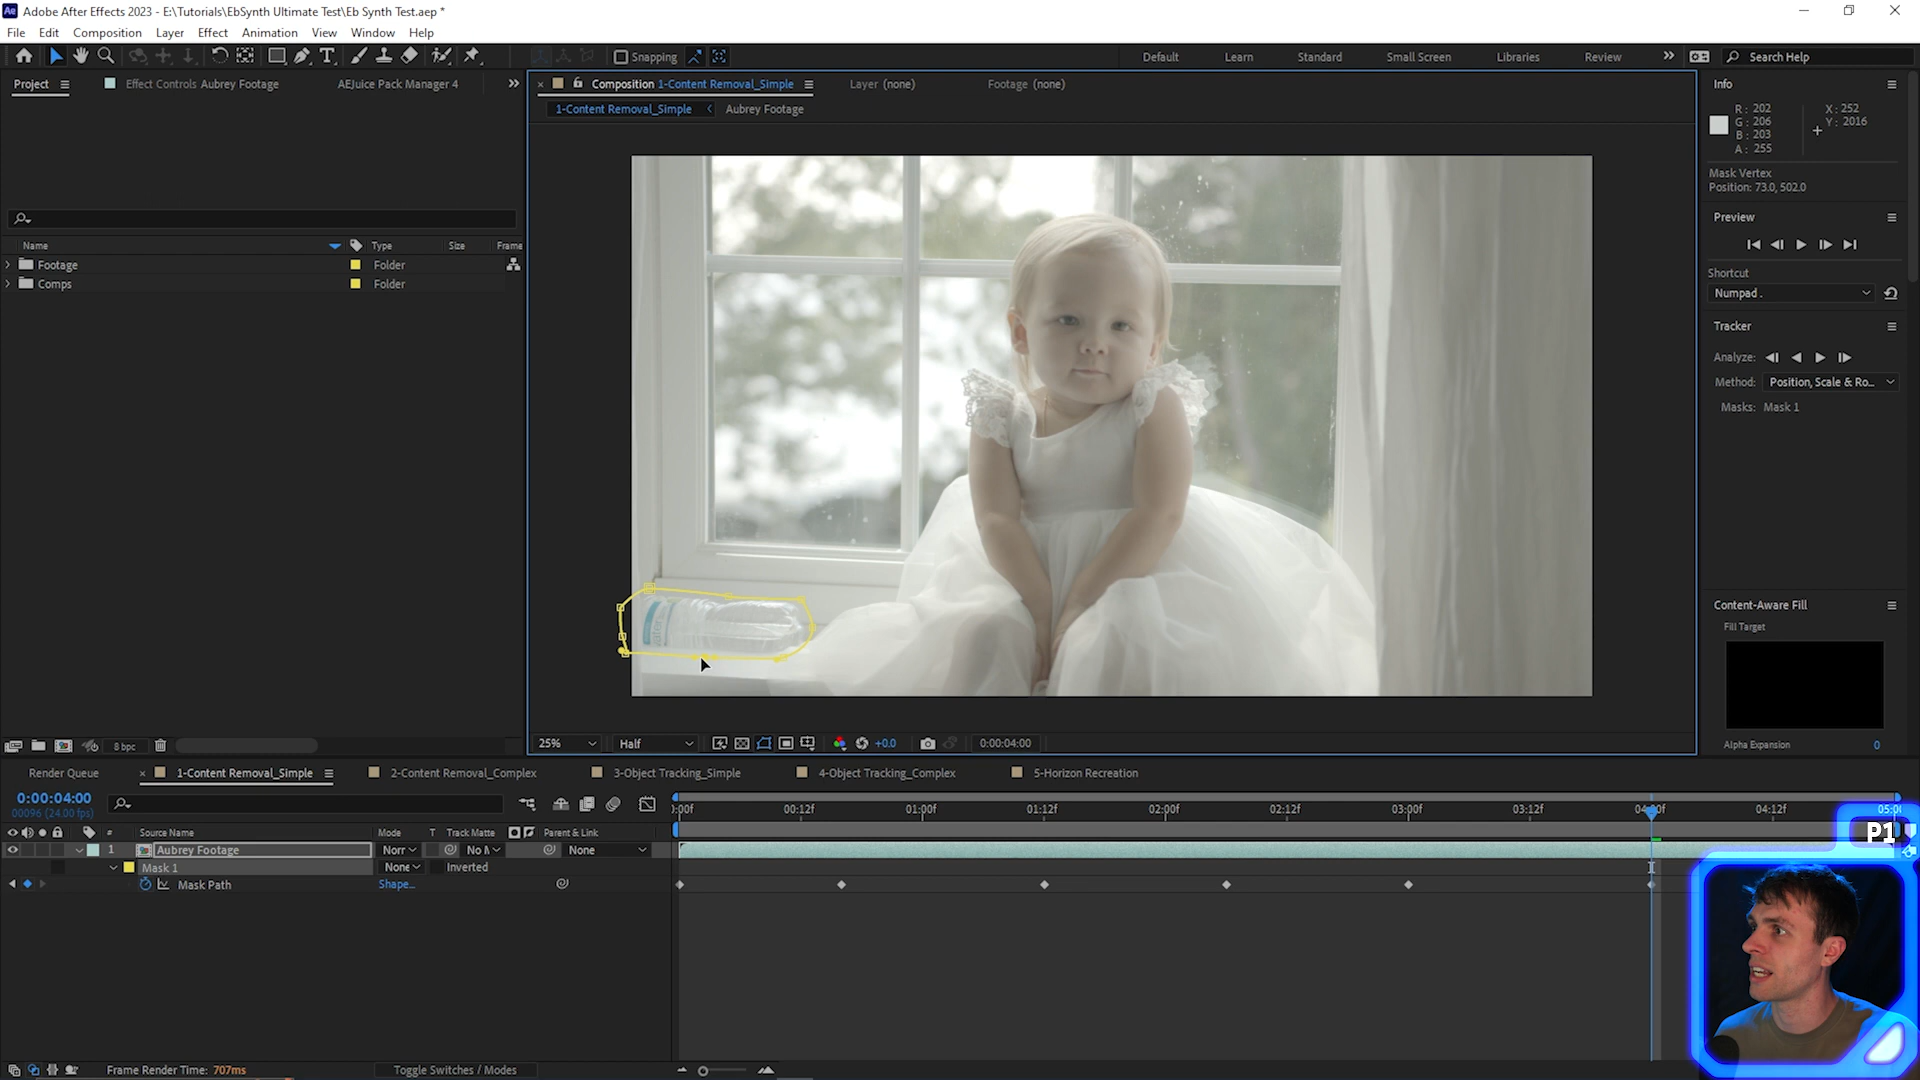 Adobe After Effects 2023 - E:\Tutorials\EbSynth Ultimate Test\Eb Synth Test.aep *
File Edit Composition Layer Effect Animation View Window Help
Snapping Default Learn Standard Small Screen Libraries Review Search Help
Project Effect Controls Aubrey Footage AEJuice Pack Manager 4
Composition 1-Content Removal_Simple Layer (none) Footage (none)
1-Content Removal_Simple Aubrey Footage
Info
R: 202
G: 206
B: 203
A: 255
X: 252
Y: 2016
Mask Vertex
Position: 73.0, 502.0
Preview
Shortcut
Numpad .
Tracker
Analyze:
Method: Position, Scale & Ro...
Masks: Mask 1
Content-Aware Fill
Fill Target
Alpha Expansion 0
Name Type Size Frame
Footage Folder
Comps Folder
8 bpc
25% Half +0.0 0:00:04:00
Render Queue 1-Content Removal_Simple 2-Content Removal_Complex 3-Object Tracking_Simple 4-Object Tracking_Complex 5-Horizon Recreation
0:00:04:00
00096 (24.00 fps)
):00f 00:12f 01:00f 01:12f 02:00f 02:12f 03:00f 03:12f 04:00f 04:12f 05:0
# Source Name Mode T Track Matte Parent & Link
1 Aubrey Footage Norr No M None
Mask 1 None Inverted
Mask Path Shape...
P1
Frame Render Time: 707ms Toggle Switches / Modes